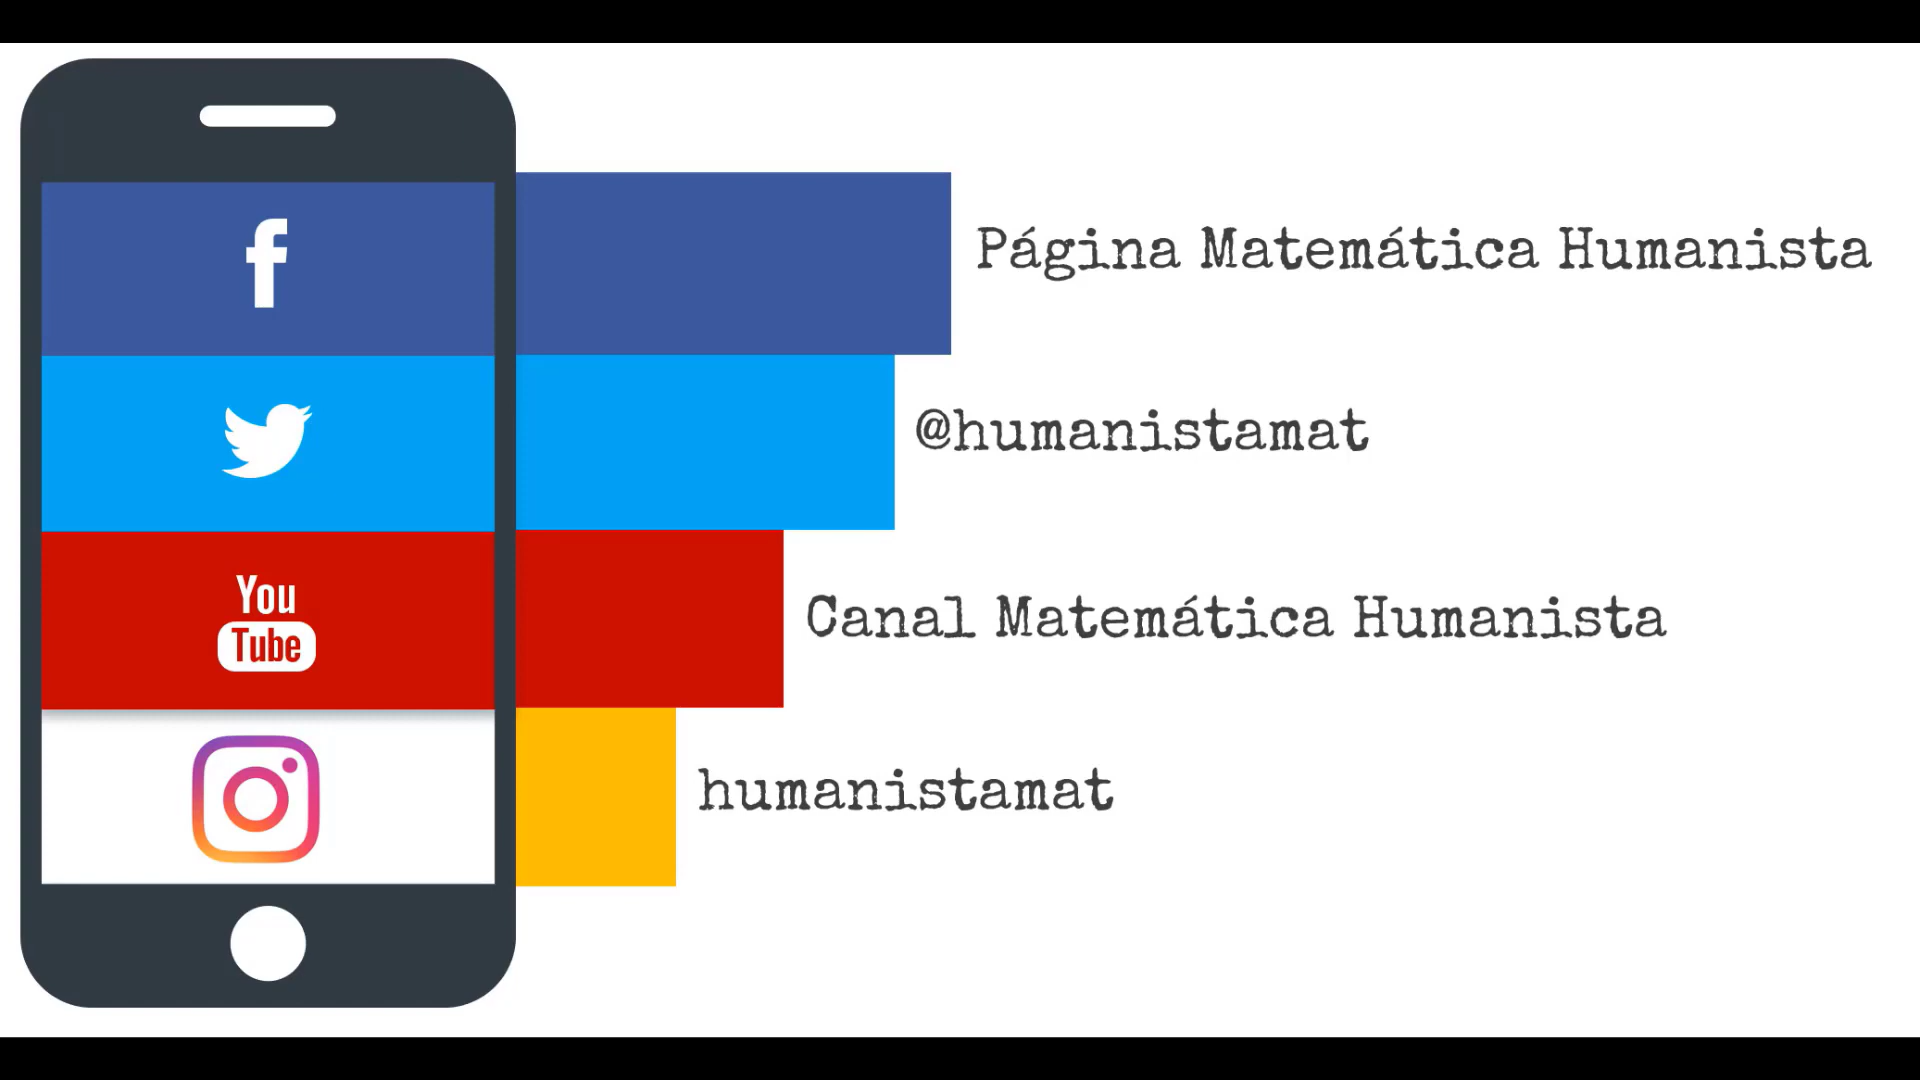 f
Página Matemática Humanista
@humanistamat
You
Tube
Canal Matemática Humanista
humanistamat